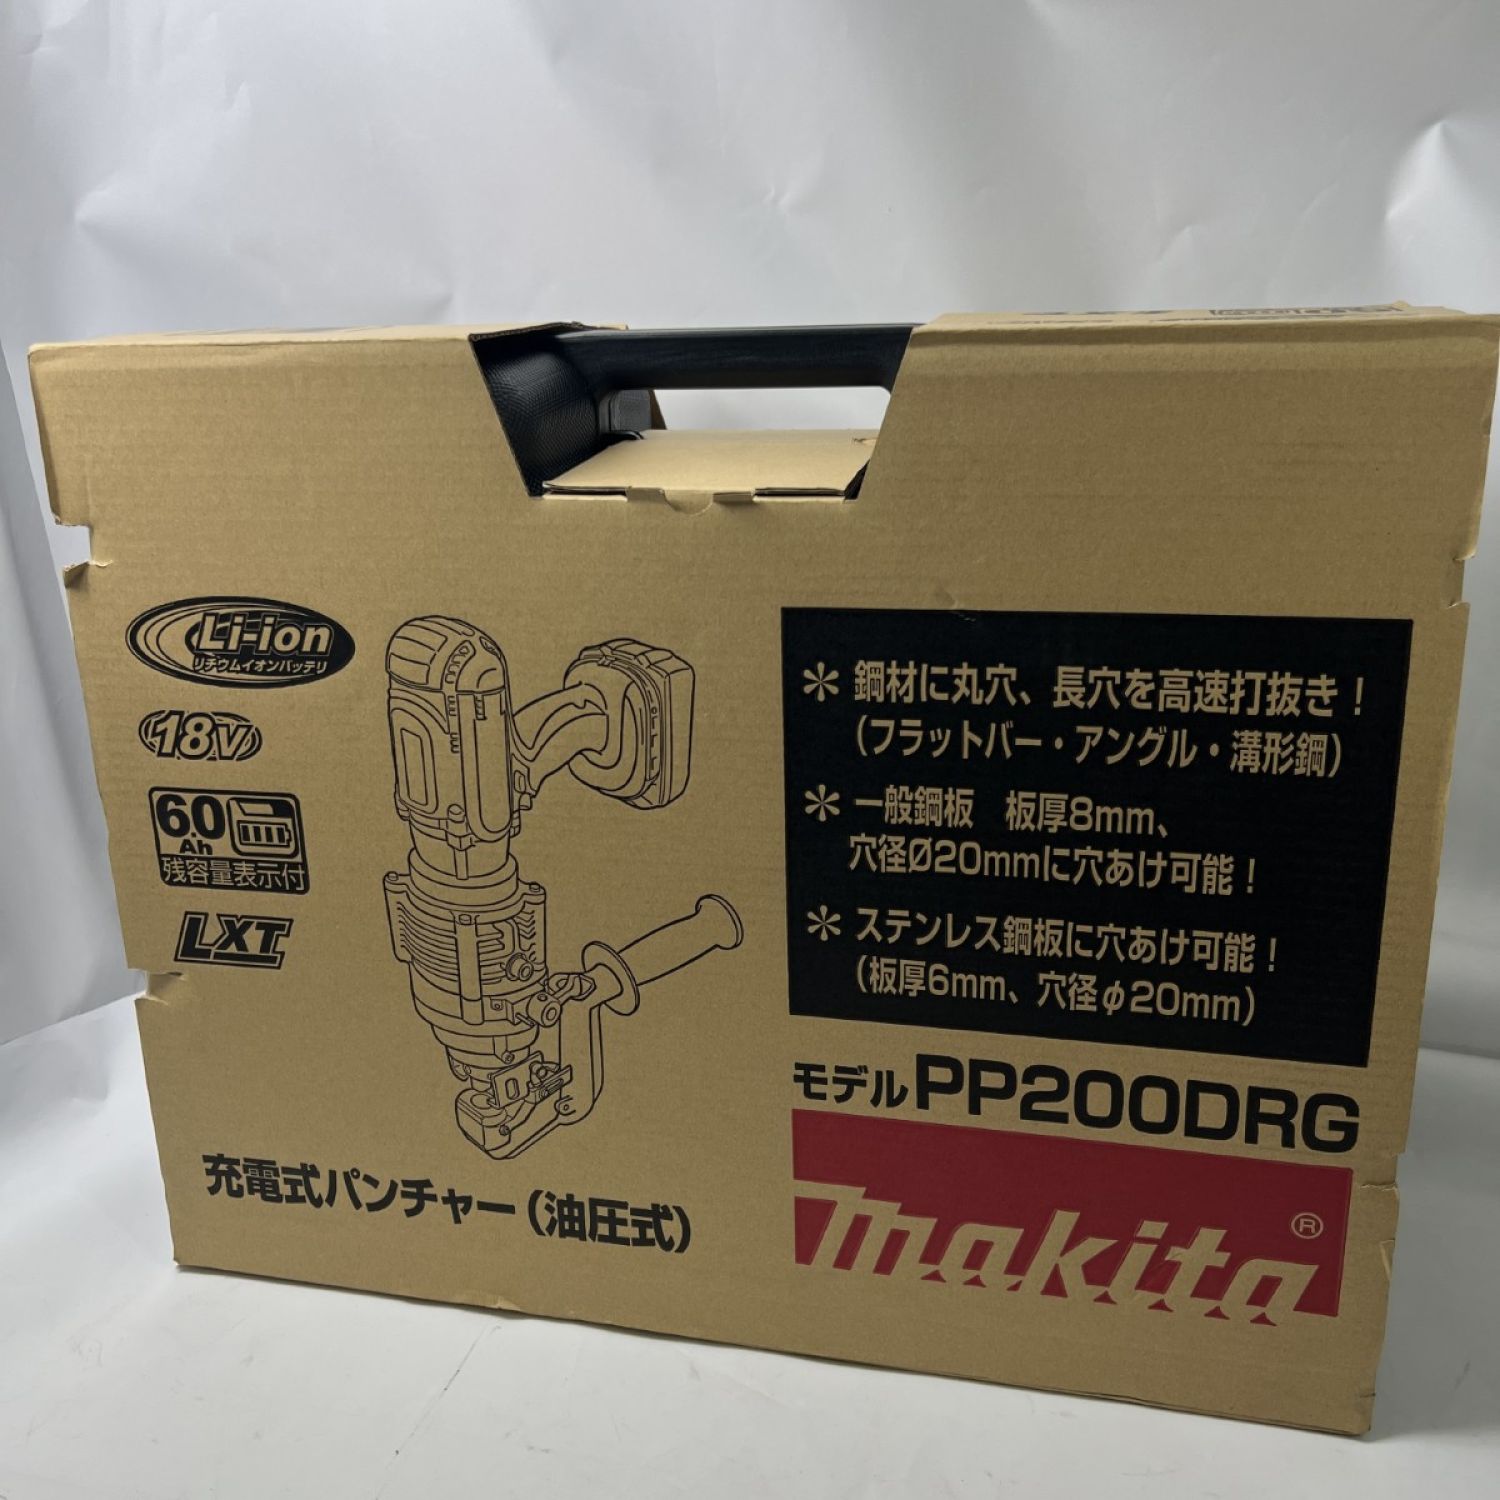 Li-ion
リチウムイオンバッテリ
18V
6.0
Ah
残容量表示付
LXT
充電式パンチャー(油圧式)
＊ 鋼材に丸穴、長穴を高速打抜き！
(フラットバー・アングル・溝形鋼)
＊ 一般鋼板 板厚8mm、
穴径Ø20mmに穴あけ可能！
＊ ステンレス鋼板に穴あけ可能！
(板厚6mm、穴径φ20mm)
モデル PP200DRG
makita®